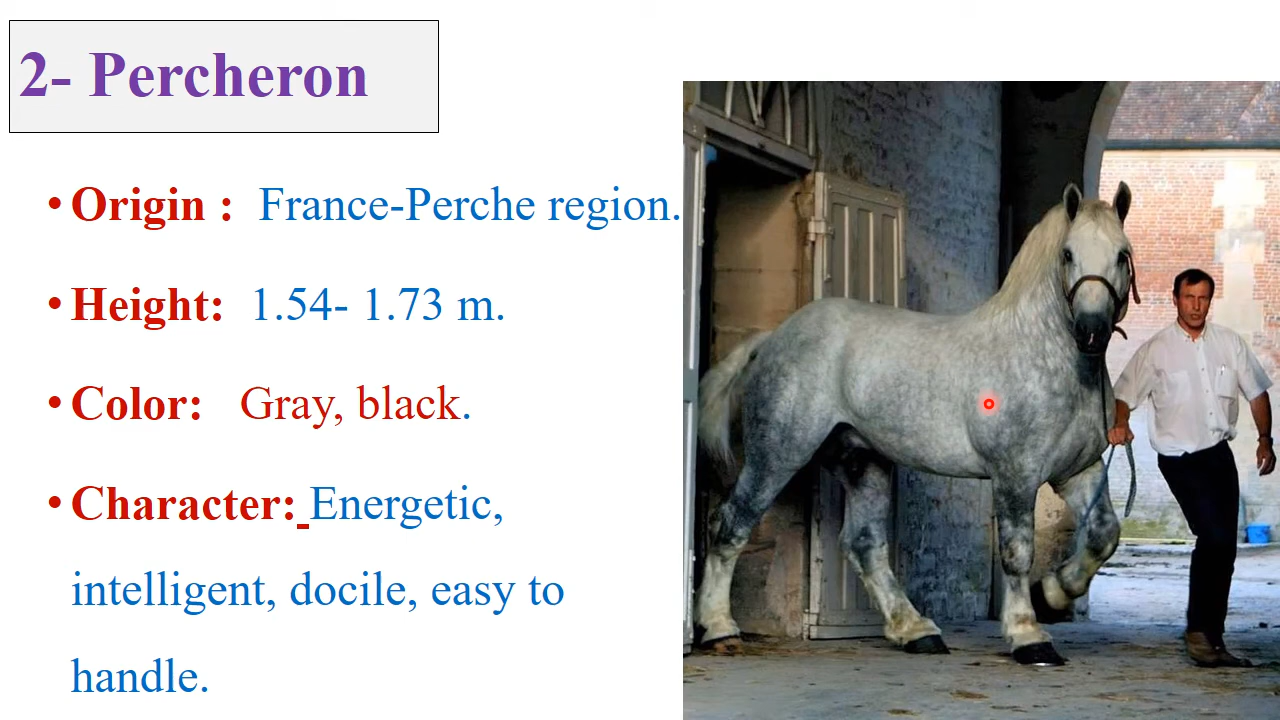 2- Percheron
• Origin : France-Perche region.
• Height: 1.54- 1.73 m.
• Color: Gray, black.
• Character: Energetic,
intelligent, docile, easy to
handle.